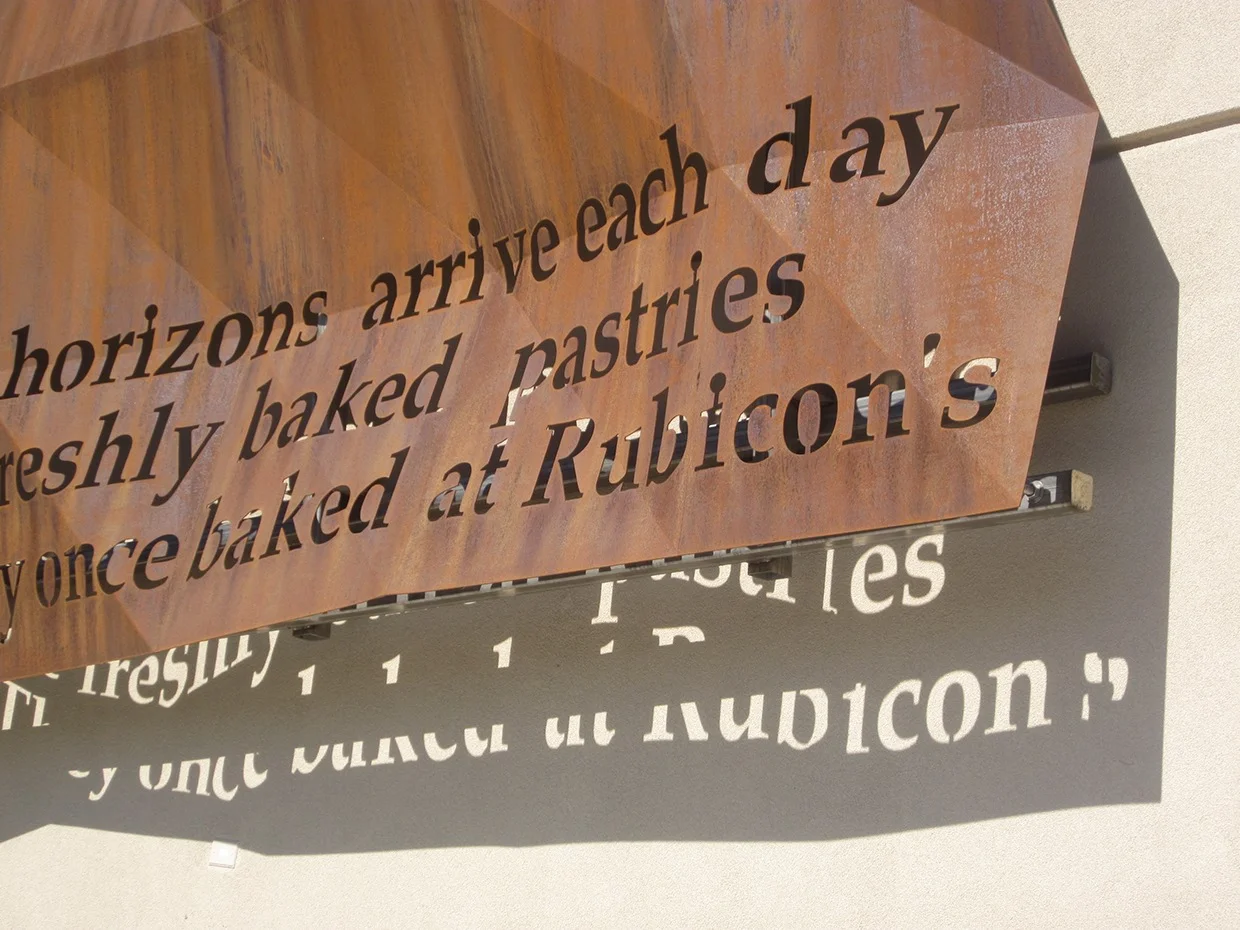 horizons arrive each day
reshly baked pastries
y once baked at Rubicon's